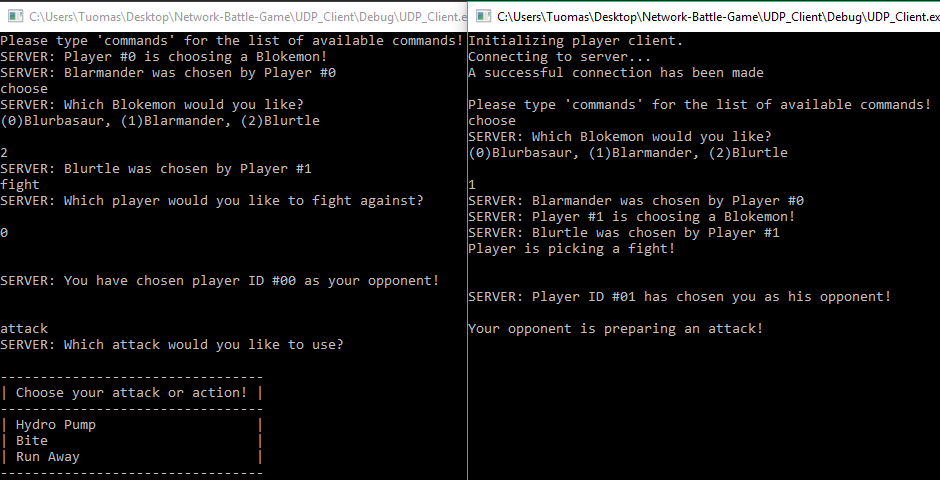 C:\Users\Tuomas\Desktop\Network-Battle-Game\UDP_Client\Debug\UDP_Client.e
Please type 'commands' for the list of available commands!
SERVER: Player #0 is choosing a Blokemon!
SERVER: Blarmander was chosen by Player #0
choose
SERVER: Which Blokemon would you like?
(0)Blurbasaur, (1)Blarmander, (2)Blurtle
2
SERVER: Blurtle was chosen by Player #1
fight
SERVER: Which player would you like to fight against?
0
SERVER: You have chosen player ID #00 as your opponent!
attack
SERVER: Which attack would you like to use?
---------------------------------
| Choose your attack or action! |
---------------------------------
| Hydro Pump                    |
| Bite                          |
| Run Away                      |
---------------------------------
C:\Users\Tuomas\Desktop\Network-Battle-Game\UDP_Client\Debug\UDP_Client.ex
Initializing player client.
Connecting to server...
A successful connection has been made
Please type 'commands' for the list of available commands!
choose
SERVER: Which Blokemon would you like?
(0)Blurbasaur, (1)Blarmander, (2)Blurtle
1
SERVER: Blarmander was chosen by Player #0
SERVER: Player #1 is choosing a Blokemon!
SERVER: Blurtle was chosen by Player #1
Player is picking a fight!
SERVER: Player ID #01 has chosen you as his opponent!
Your opponent is preparing an attack!